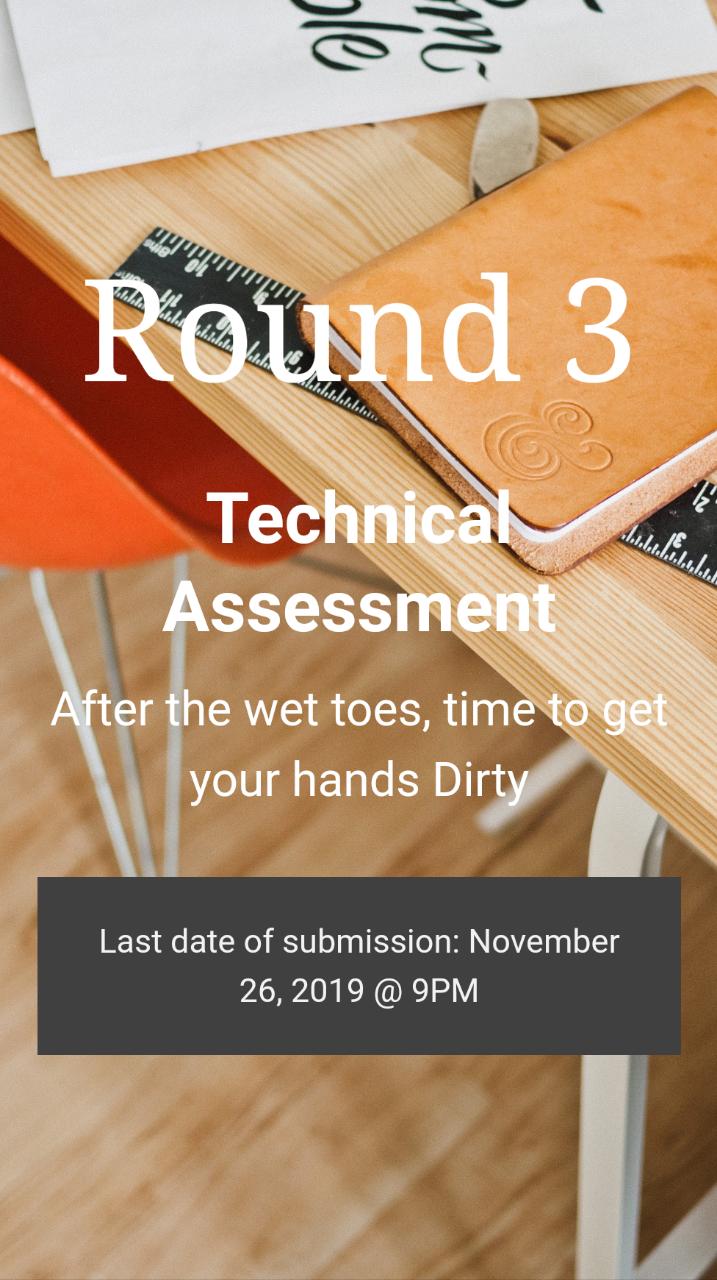 Round 3
Technical
Assessment
After the wet toes, time to get
your hands Dirty
Last date of submission: November
26, 2019 @ 9PM